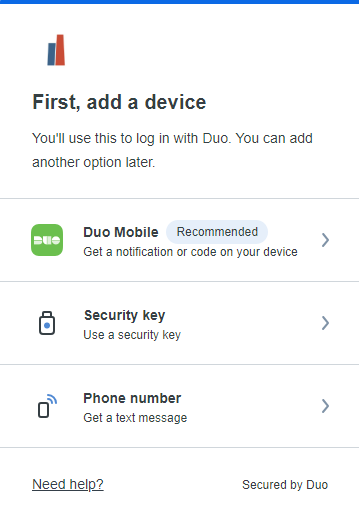 First, add a device
You'll use this to log in with Duo. You can add
another option later.
DUO
Duo Mobile Recommended
Get a notification or code on your device
Security key
Use a security key
Phone number
Get a text message
Need help? Secured by Duo